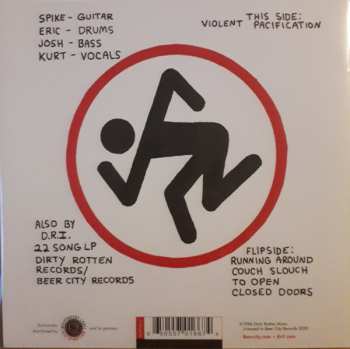 SPIKE - GUITAR
ERIC - DRUMS
JOSH - BASS
KURT - VOCALS
THIS SIDE:
VIOLENT PACIFICATION
ALSO BY
D.R.I.
22 SONG LP
DIRTY ROTTEN
RECORDS/
BEER CITY RECORDS
FLIPSIDE:
RUNNING AROUND
COUCH SLOUCH
TO OPEN
CLOSED DOORS